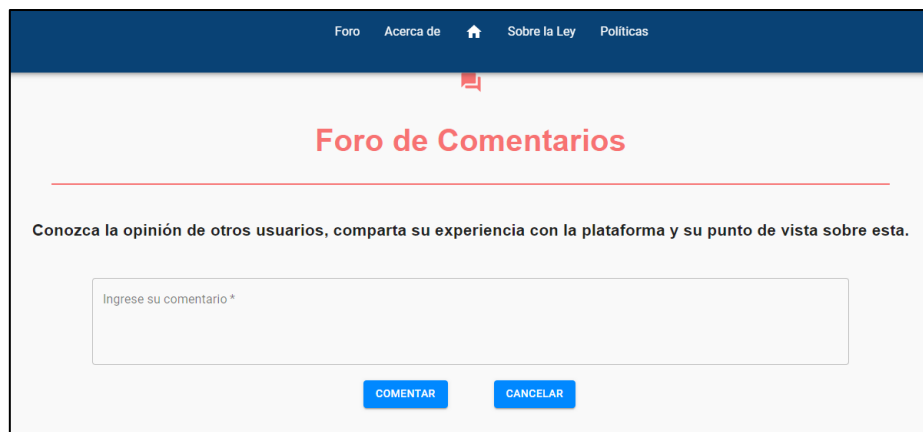 Foro Acerca de Sobre la Ley Políticas
Foro de Comentarios
Conozca la opinión de otros usuarios, comparta su experiencia con la plataforma y su punto de vista sobre esta.
Ingrese su comentario *
COMENTAR CANCELAR